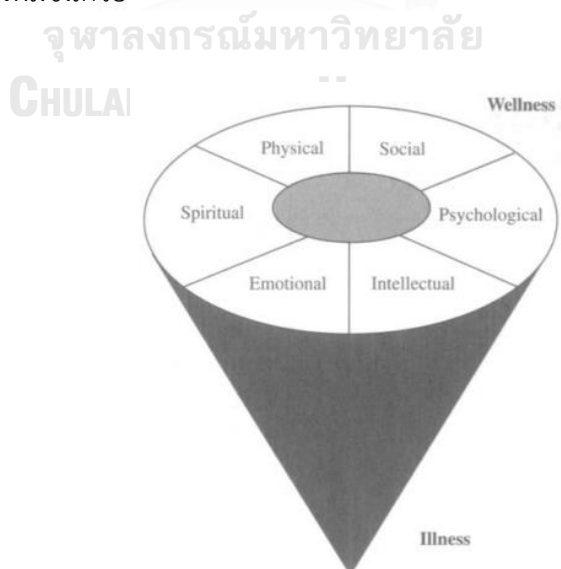 จุฬาลงกรณ์มหาวิทยาลัย
CHULAL
Wellness
Physical Social
Spiritual Psychological
Emotional Intellectual
Illness